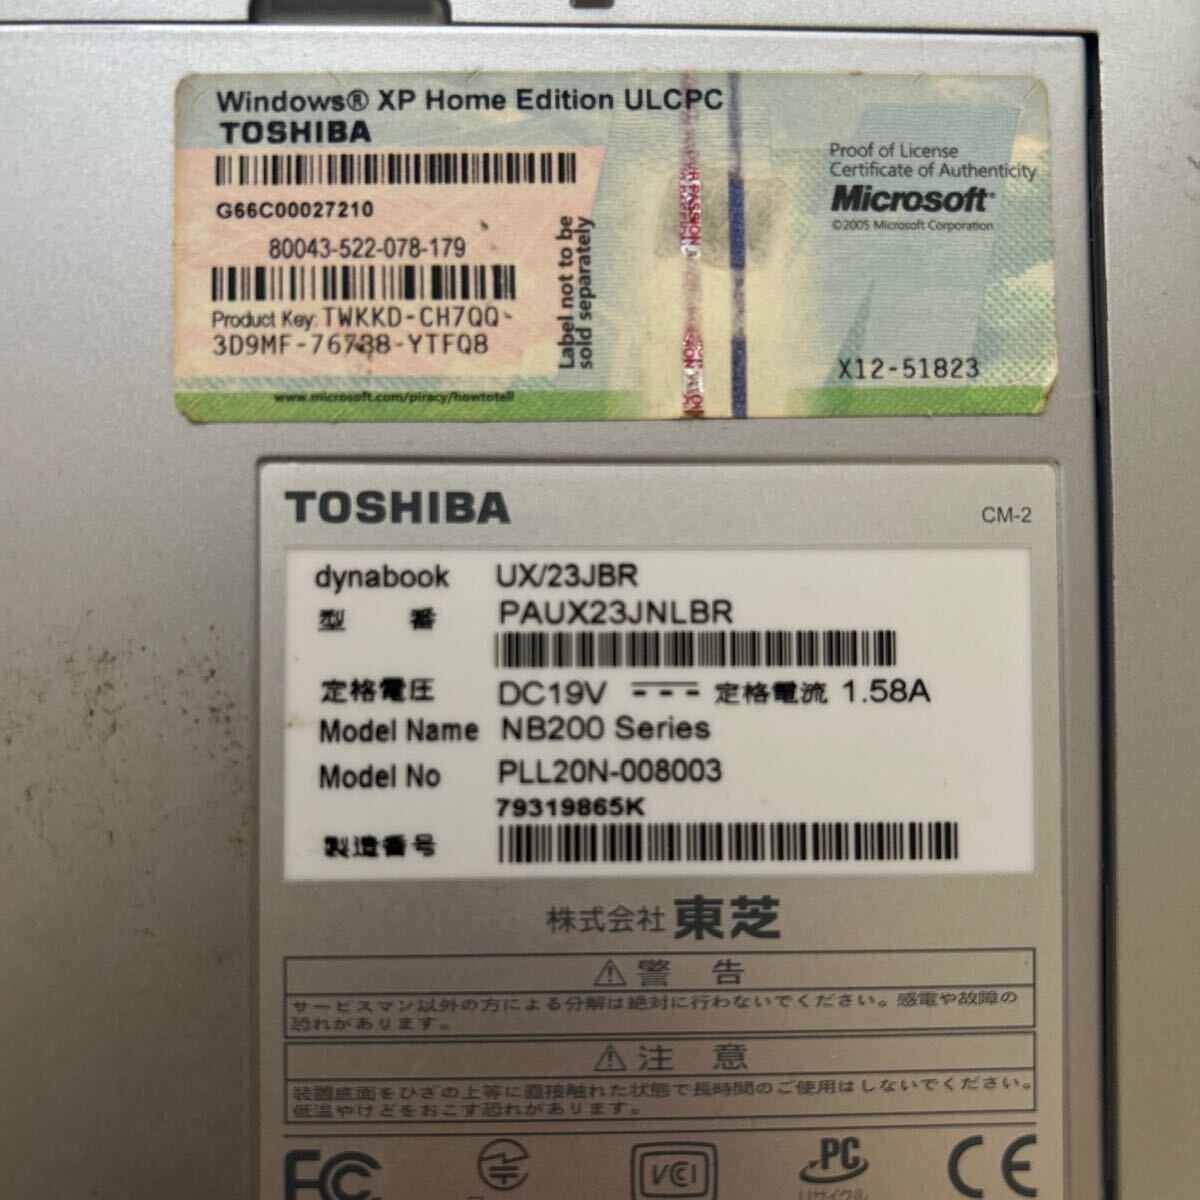 Windows® XP Home Edition ULCPC
TOSHIBA
G66C00027210
80043-522-078-179
Product Key: TWKKD-CH7QQ-
3D9MF-76738-YTFQ8
www.microsoft.com/piracy/howtotell
Label not to be
sold separately
Proof of License
Certificate of Authenticity
Microsoft®
©2005 Microsoft Corporation
X12-51823
TOSHIBA
CM-2
dynabook UX/23JBR
型 番 PAUX23JNLBR
定格電圧 DC19V 定格電流 1.58A
Model Name NB200 Series
Model No PLL20N-008003
79319865K
製造番号
株式会社 東芝
⚠警 告
サービスマン以外の方による分解は絶対に行わないでください。感電や故障の
恐れがあります。
⚠注 意
装置底面をひざの上等に直接触れた状態で長時間のご使用はしないでください。
低温やけどをおこす恐れがあります。
FC
VCI
PC
リサイクル
CE